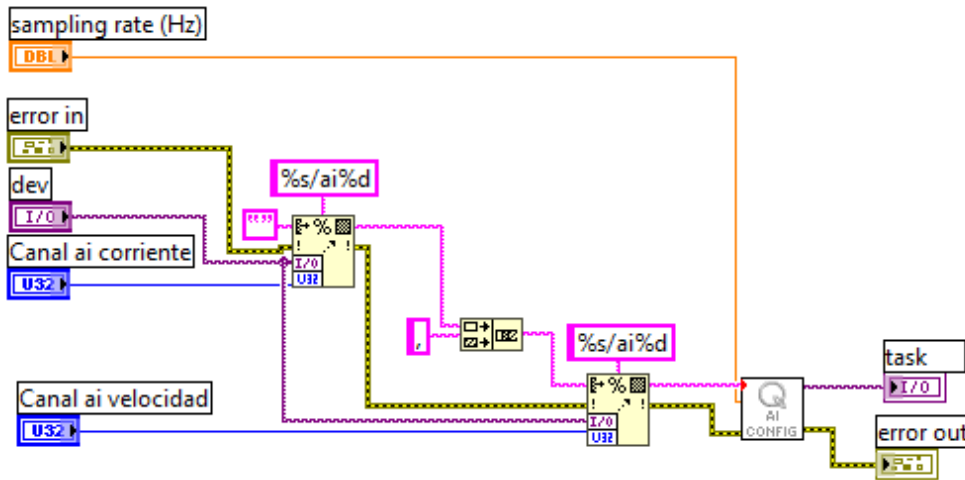 sampling rate (Hz)
DBL
error in
%s/ai%d
dev
I/O
""
%
I/O
U32
Canal ai corriente
U32
,
%s/ai%d
%
I/O
U32
task
I/O
Q
AI
CONFIG
Canal ai velocidad
U32
error out